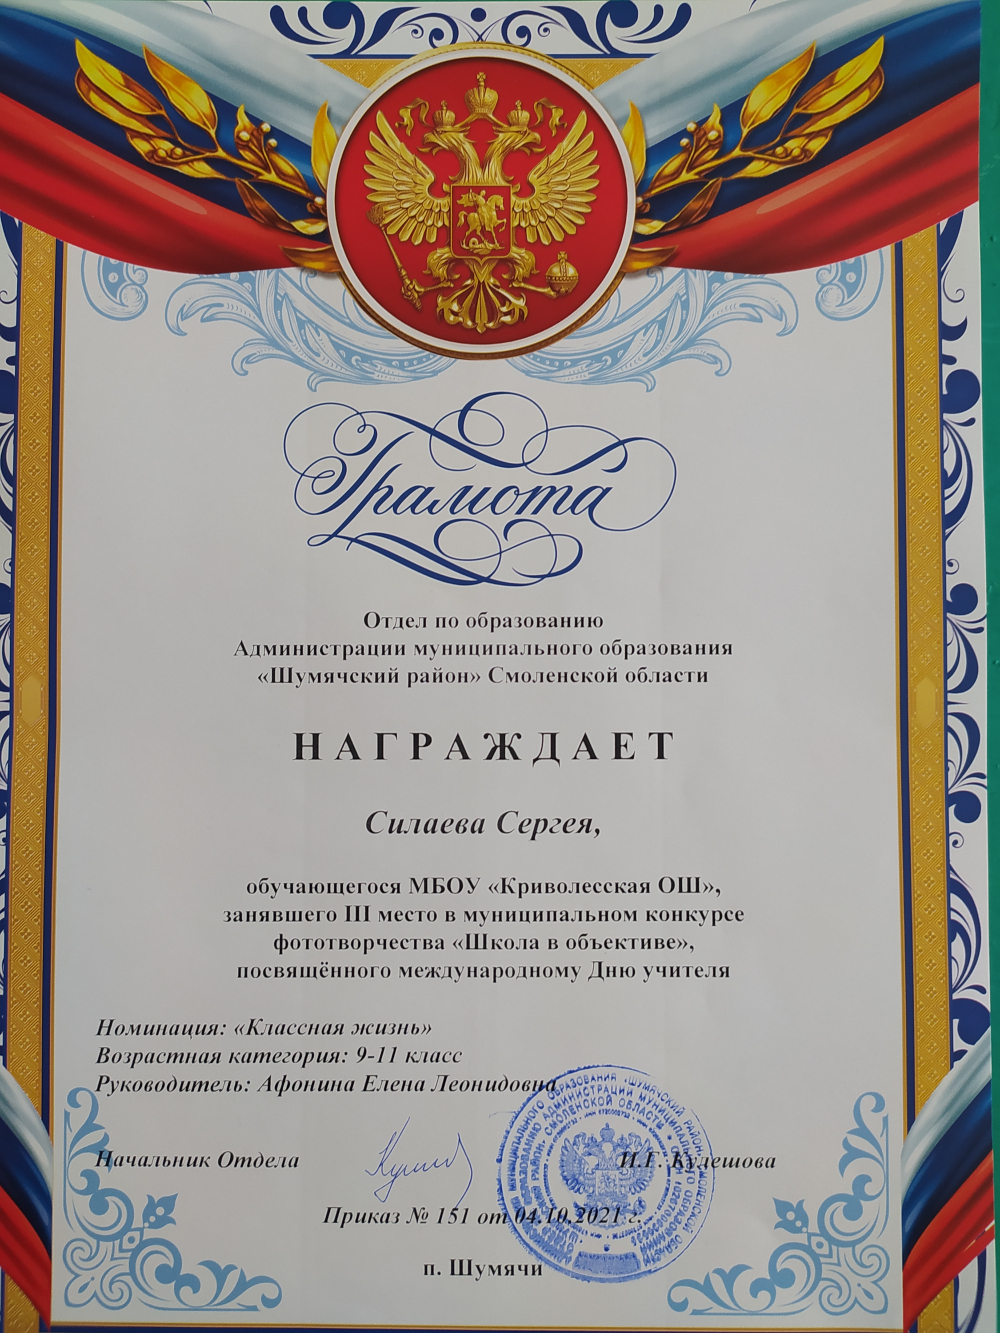 Грамота
Отдел по образованию
Администрации муниципального образования
«Шумячский район» Смоленской области
НАГРАЖДАЕТ
Силаева Сергея,
обучающегося МБОУ «Криволесская ОШ»,
занявшего III место в муниципальном конкурсе
фототворчества «Школа в объективе»,
посвящённого международному Дню учителя
Номинация: «Классная жизнь»
Возрастная категория: 9-11 класс
Руководитель: Афонина Елена Леонидовна
Начальник Отдела
И.Г. Кулешова
Приказ № 151 от 04.10.2021 г.
п. Шумячи